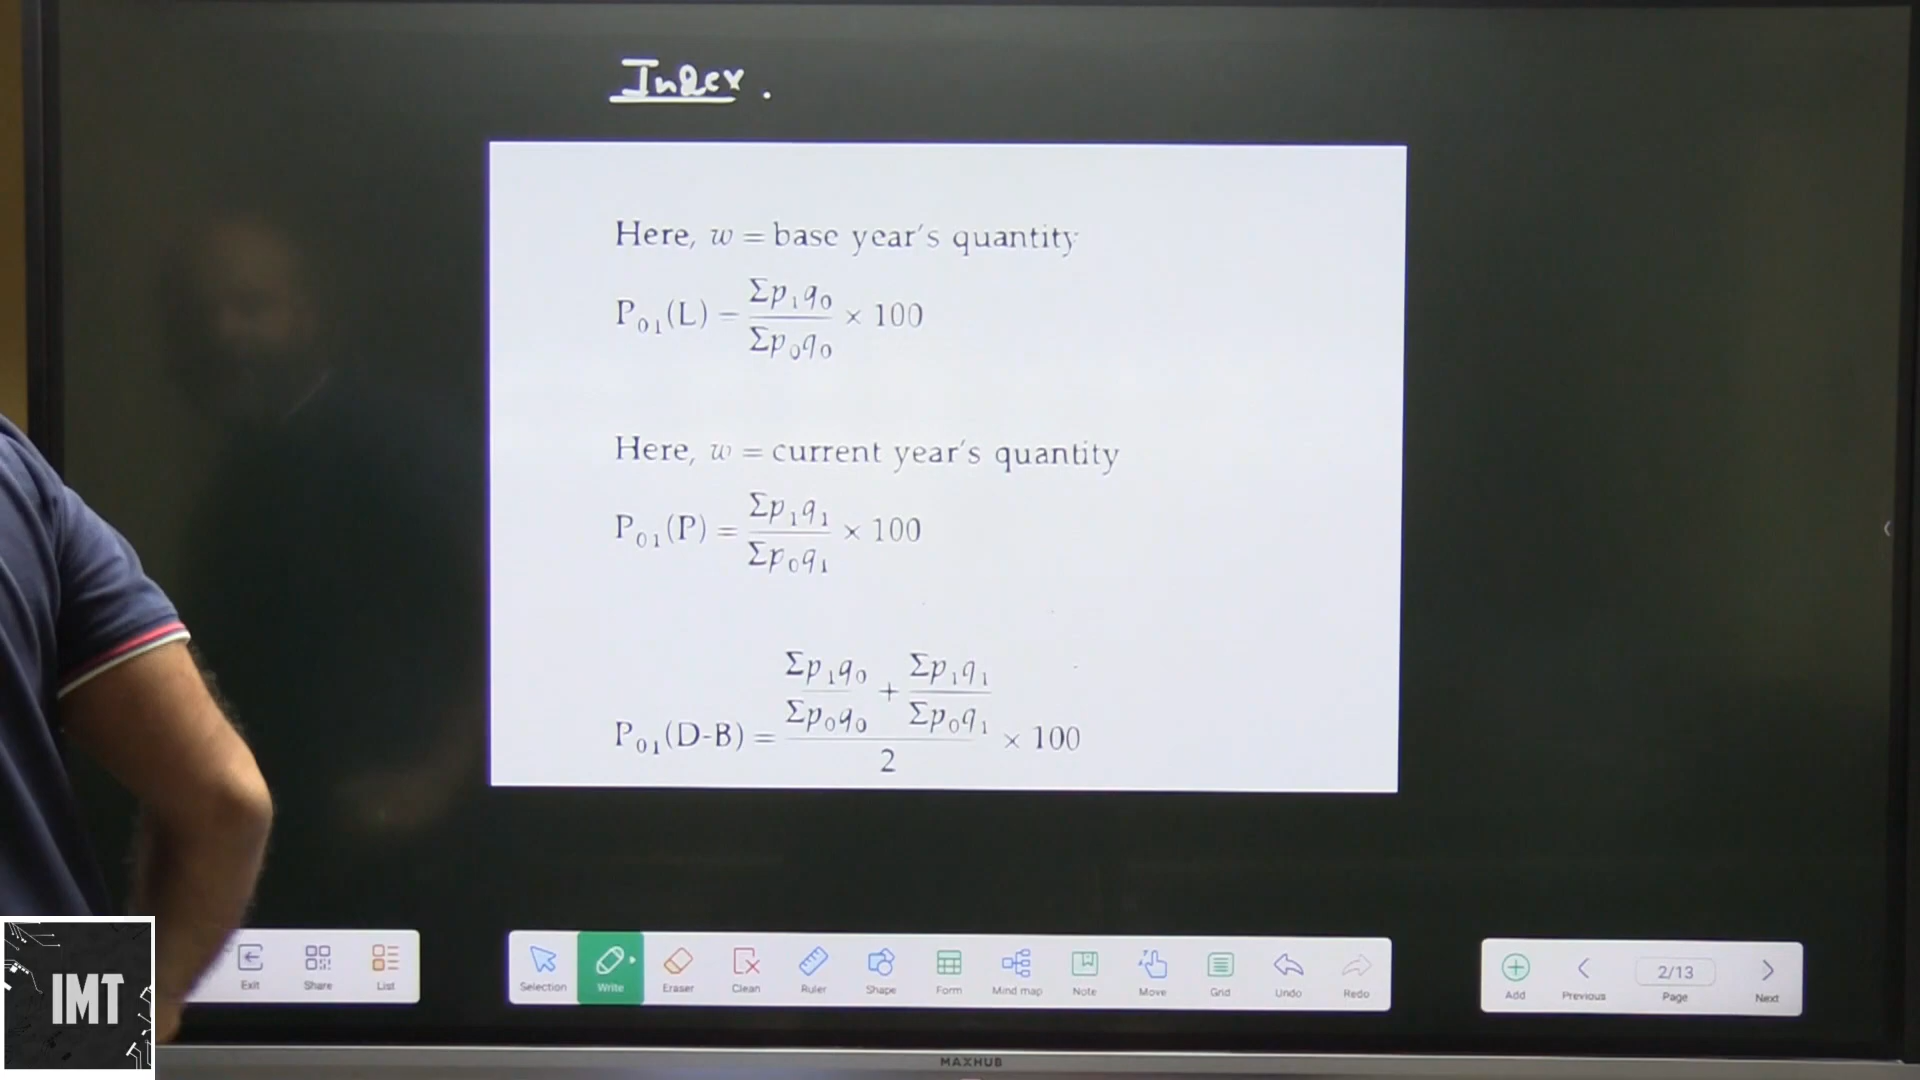 Index.
Here, w = base year's quantity
P₀₁(L) = Σp₁q₀ / Σp₀q₀ × 100
Here, w = current year's quantity
P₀₁(P) = Σp₁q₁ / Σp₀q₁ × 100
P₀₁(D-B) = (Σp₁q₀ / Σp₀q₀ + Σp₁q₁ / Σp₀q₁) / 2 × 100
Exit Share List
Selection Write Eraser Clean Ruler Shape Form Mind map Note Move Grid Undo Redo
Add Previous 2/13 Page Next
IMT
MAXHUB